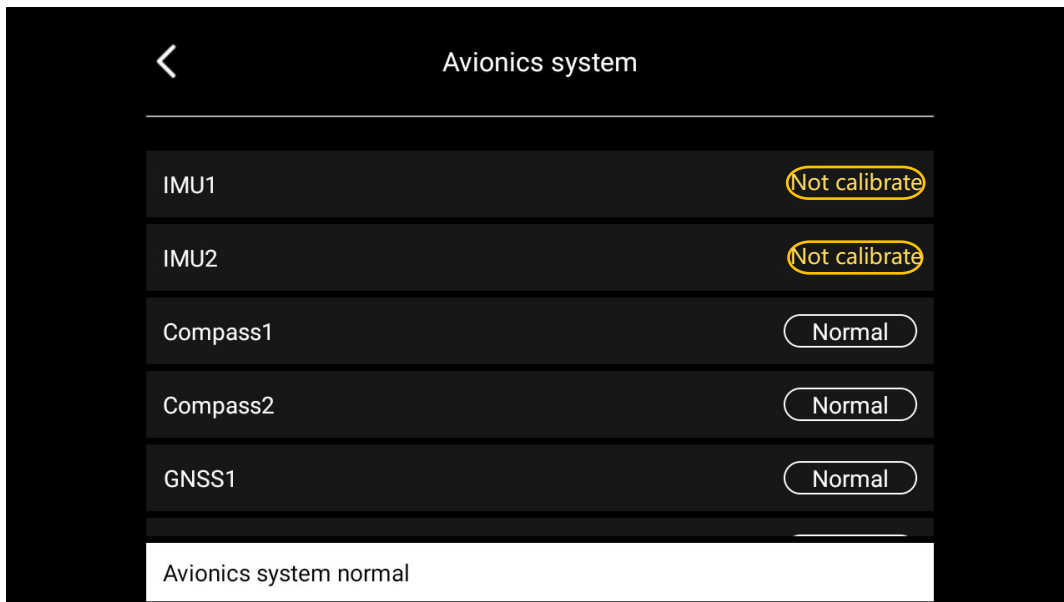 Avionics system
IMU1 Not calibrate
IMU2 Not calibrate
Compass1 Normal
Compass2 Normal
GNSS1 Normal
Avionics system normal